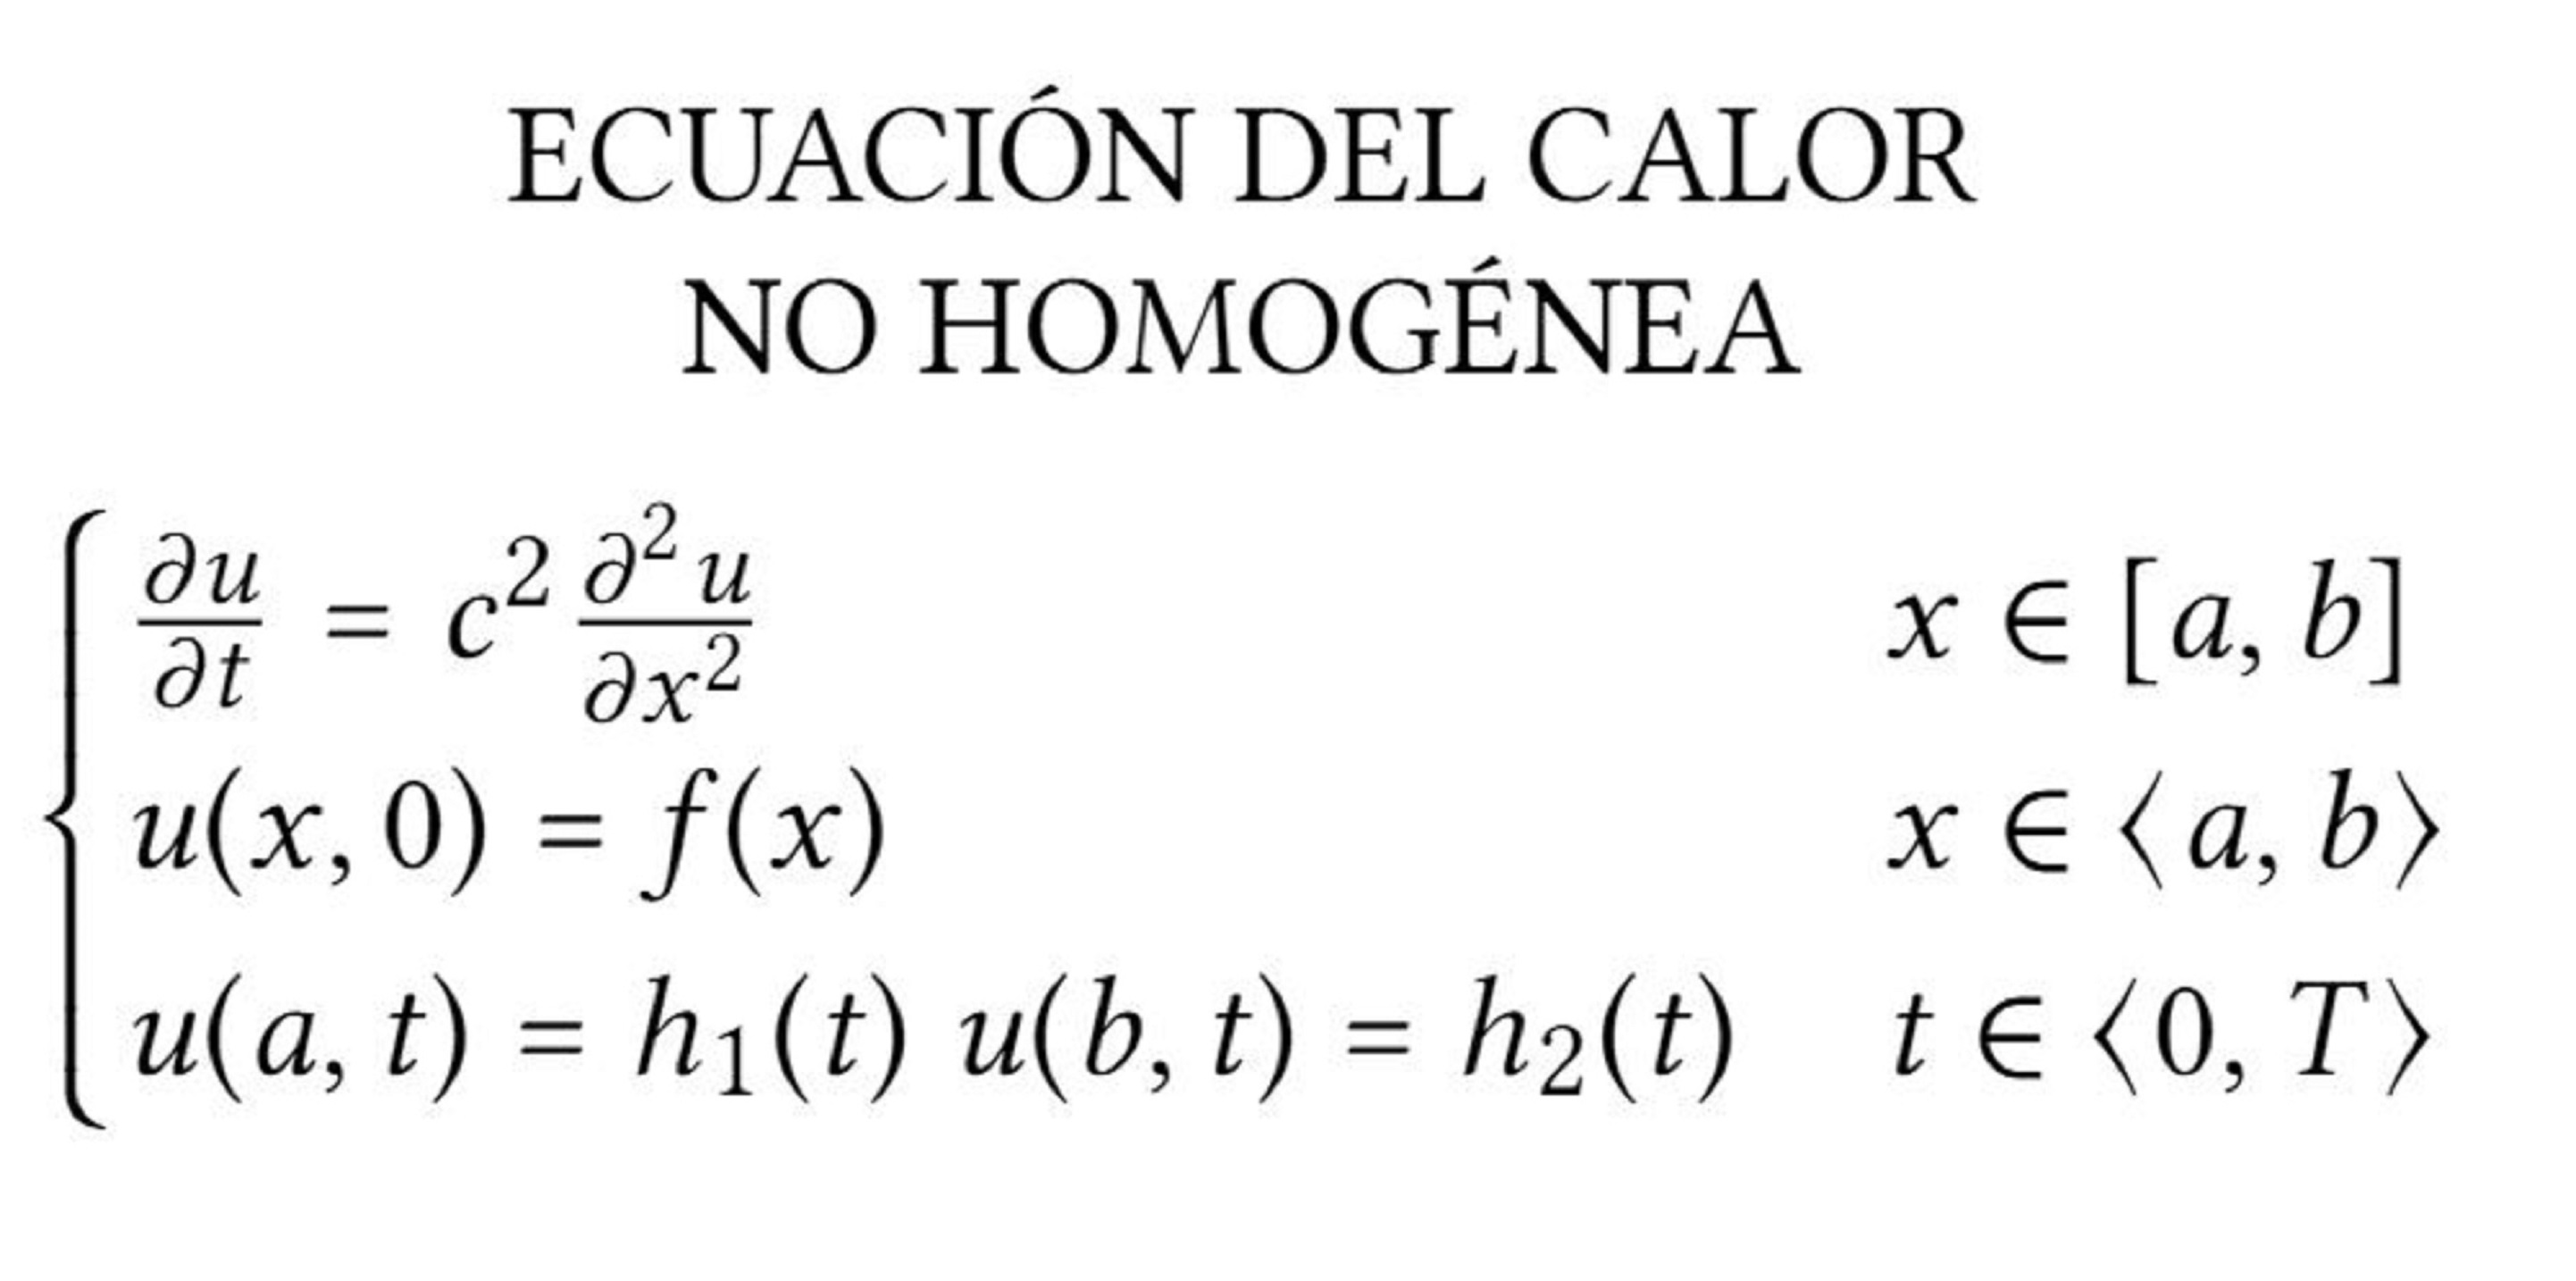 ECUACIÓN DEL CALOR
NO HOMOGÉNEA
∂u/∂t = c² ∂²u/∂x² x ∈ [a, b]
u(x, 0) = f(x) x ∈ ⟨a, b⟩
u(a, t) = h₁(t) u(b, t) = h₂(t) t ∈ ⟨0, T⟩